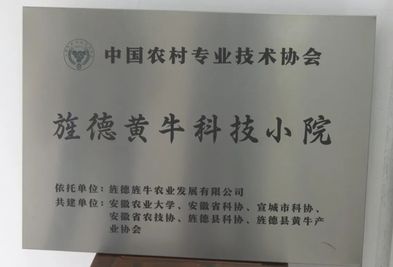 中国农村专业技术协会
旌德黄牛科技小院
依托单位：旌德旌牛农业发展有限公司
共建单位：安徽农业大学、安徽省科协、宣城市科协、
安徽省农技协、旌德县科协、旌德县黄牛产
业协会